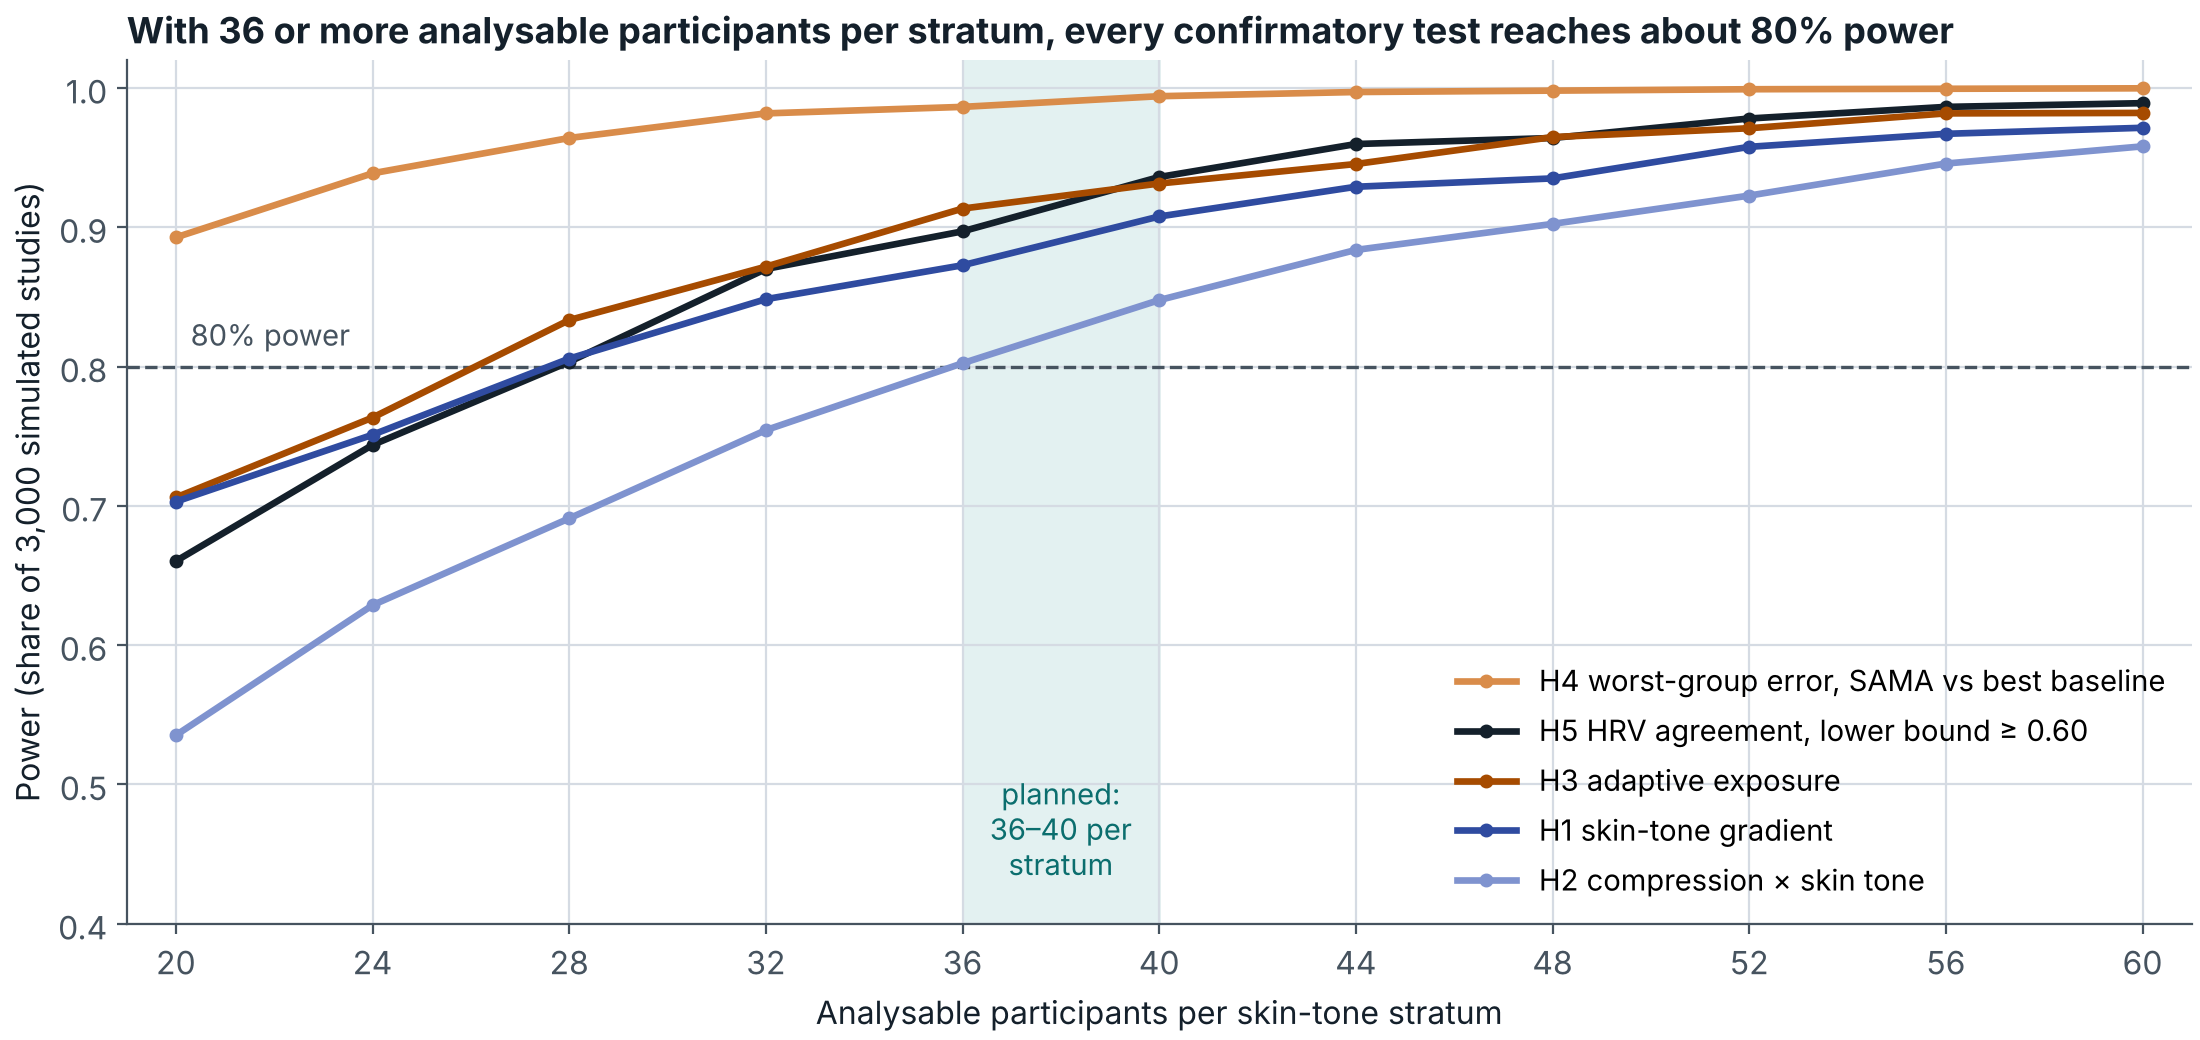 With 36 or more analysable participants per stratum, every confirmatory test reaches about 80% power
Power (share of 3,000 simulated studies)
1.0
0.9
0.8
0.7
0.6
0.5
0.4
80% power
planned:
36–40 per
stratum
H4 worst-group error, SAMA vs best baseline
H5 HRV agreement, lower bound ≥ 0.60
H3 adaptive exposure
H1 skin-tone gradient
H2 compression × skin tone
20 24 28 32 36 40 44 48 52 56 60
Analysable participants per skin-tone stratum